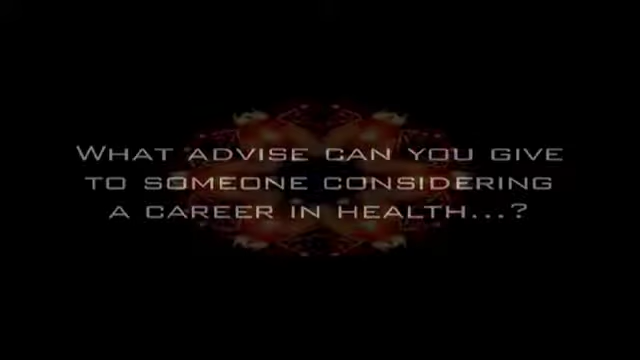 What advise can you give
to someone considering
a career in health...?